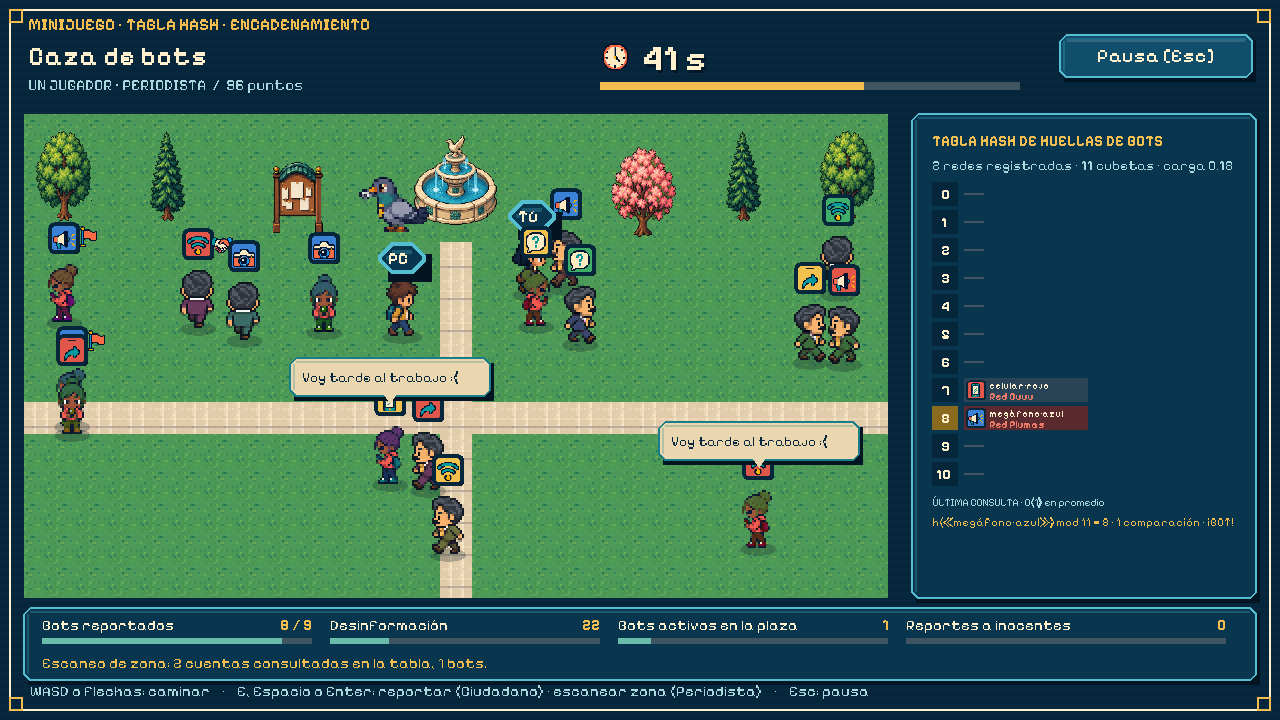 MINIJUEGO · TABLA HASH · ENCADENAMIENTO
Caza de bots
UN JUGADOR · PERIODISTA / 96 puntos
41 s
Pausa (Esc)
TÚ
PC
Voy tarde al trabajo :(
Voy tarde al trabajo :(
TABLA HASH DE HUELLAS DE BOTS
2 redes registradas · 11 cubetas · carga 0.18
0
1
2
3
4
5
6
7 celular·rojo
Red Cuuu
8 megáfono·azul
Red Plumas
9
10
ÚLTIMA CONSULTA · O(1) en promedio
h(«megáfono·azul») mod 11 = 8 · 1 comparación · ¡BOT!
Bots reportados 8 / 9
Desinformación 22
Bots activos en la plaza 1
Reportes a inocentes 0
Escaneo de zona: 2 cuentas consultadas en la tabla, 1 bots.
WASD o flechas: caminar · E, Espacio o Enter: reportar (Ciudadano) · escanear zona (Periodista) · Esc: pausa